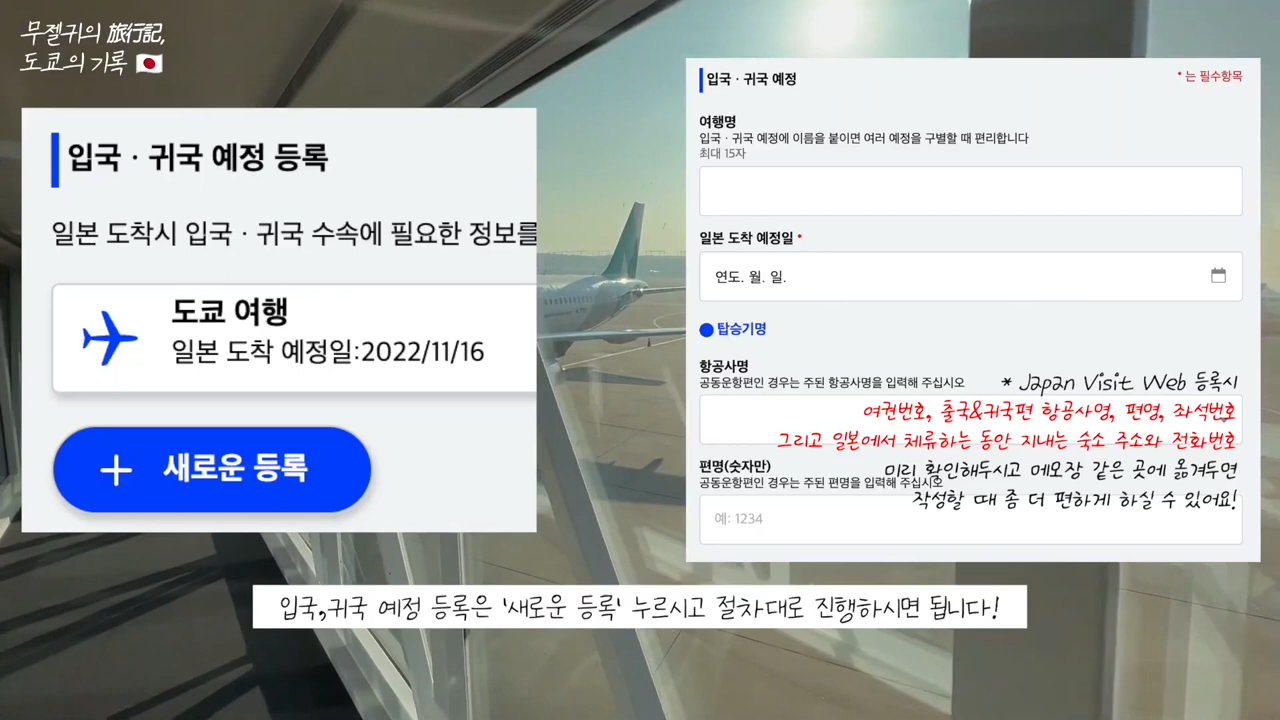 무젤귀의 旅行記,
도쿄의 기록
입국 · 귀국 예정 등록
일본 도착시 입국 · 귀국 수속에 필요한 정보를
도쿄 여행
일본 도착 예정일:2022/11/16
+ 새로운 등록
입국 · 귀국 예정
* 는 필수항목
여행명
입국 · 귀국 예정에 이름을 붙이면 여러 예정을 구별할 때 편리합니다
최대 15자
일본 도착 예정일 *
연도. 월. 일.
탑승기명
항공사명
공동운항편인 경우는 주된 항공사명을 입력해 주십시오
* Japan Visit Web 등록시
여권번호, 출국&귀국편 항공사명, 편명, 좌석번호
그리고 일본에서 체류하는 동안 지내는 숙소 주소와 전화번호
미리 확인해두시고 메모장 같은 곳에 옮겨두면
작성할 때 좀 더 편하게 하실 수 있어요!
편명(숫자만)
공동운항편인 경우는 주된 편명을 입력해 주십시오
예: 1234
입국,귀국 예정 등록은 '새로운 등록' 누르시고 절차대로 진행하시면 됩니다!